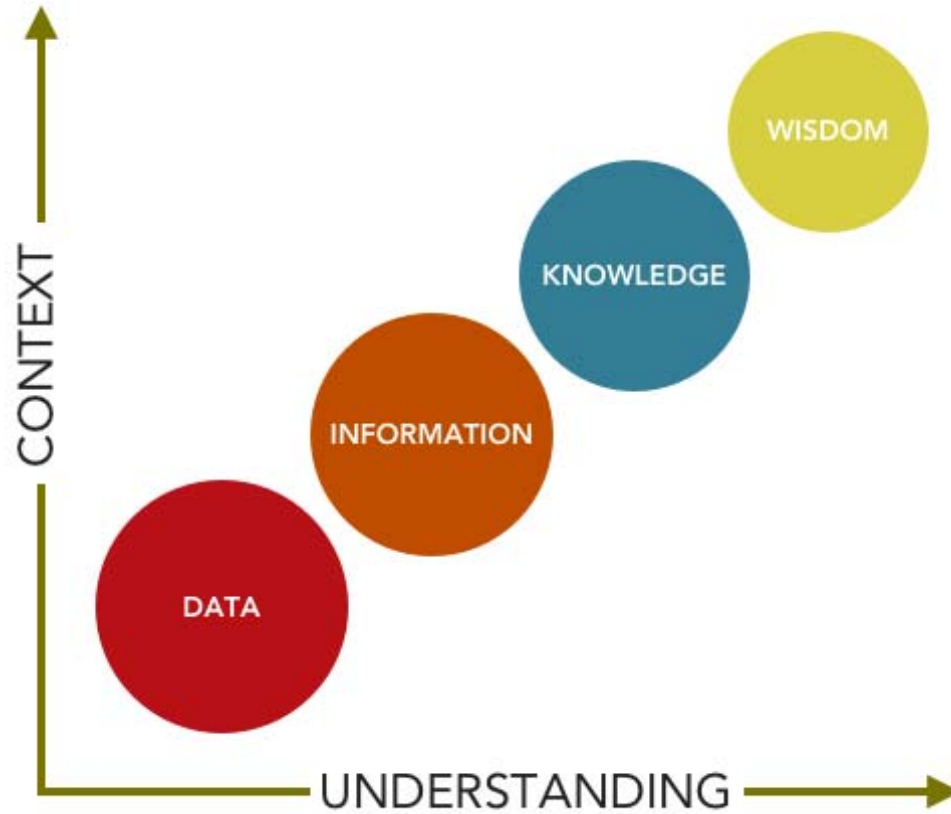 WISDOM
KNOWLEDGE
CONTEXT
INFORMATION
DATA
UNDERSTANDING